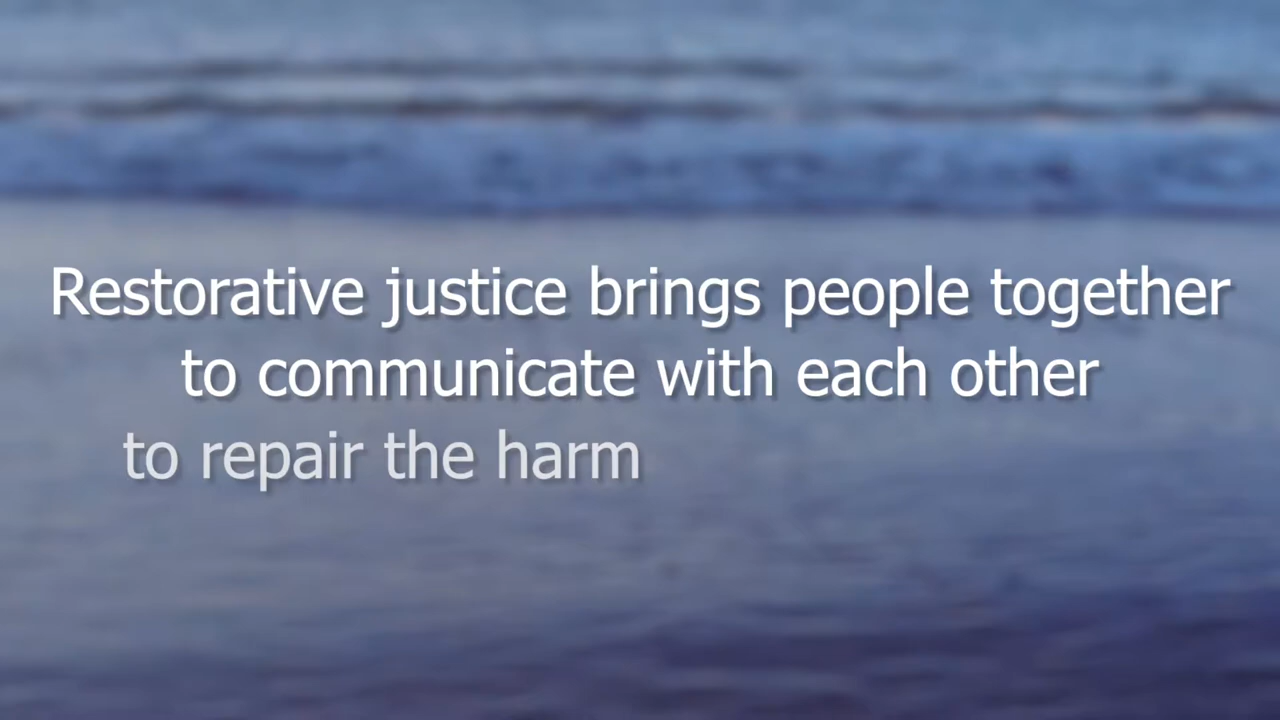 Restorative justice brings people together
to communicate with each other
to repair the harm